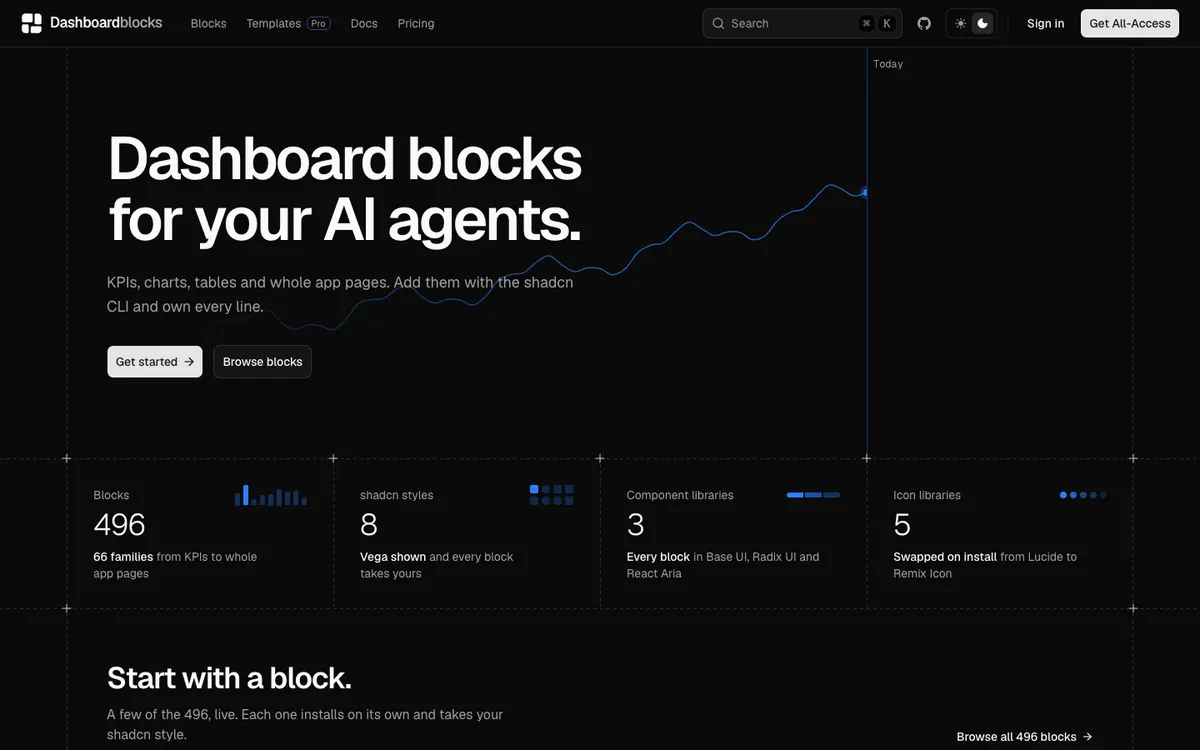 Dashboardblocks
Blocks
Templates Pro
Docs
Pricing
Search ⌘ K
Sign in
Get All-Access
Today
Dashboard blocks
for your AI agents.
KPIs, charts, tables and whole app pages. Add them with the shadcn
CLI and own every line.
Get started →
Browse blocks
Blocks
496
66 families from KPIs to whole
app pages
shadcn styles
8
Vega shown and every block
takes yours
Component libraries
3
Every block in Base UI, Radix UI and
React Aria
Icon libraries
5
Swapped on install from Lucide to
Remix Icon
Start with a block.
A few of the 496, live. Each one installs on its own and takes your
shadcn style.
Browse all 496 blocks →